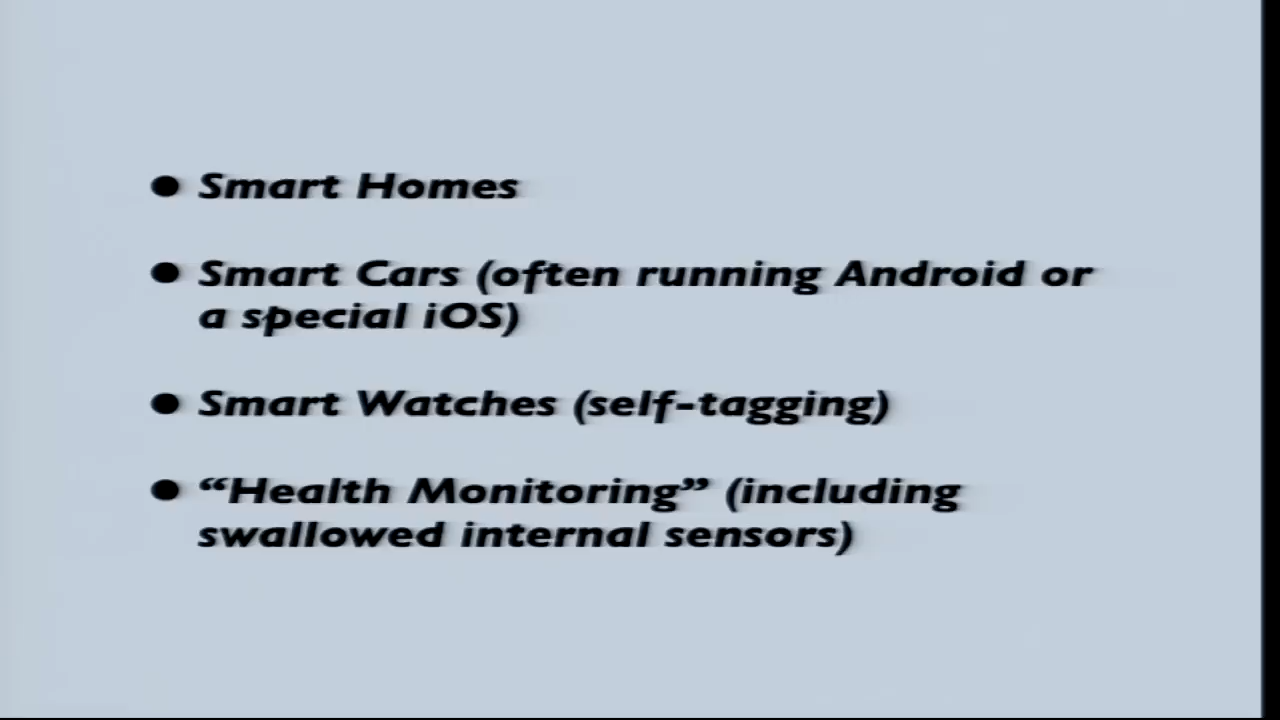 ● Smart Homes
● Smart Cars (often running Android or
a special iOS)
● Smart Watches (self-tagging)
● “Health Monitoring” (including
swallowed internal sensors)